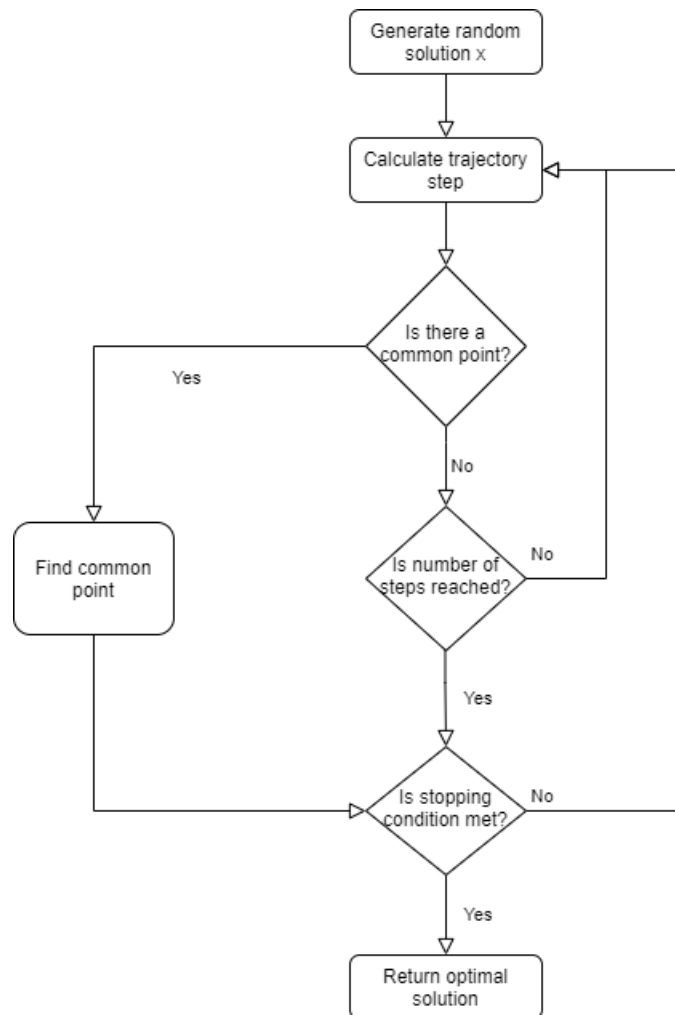 Generate random
solution x
Calculate trajectory
step
Is there a
common point?
Yes
No
Find common
point
Is number of
steps reached?
No
Yes
Is stopping
condition met?
No
Yes
Return optimal
solution